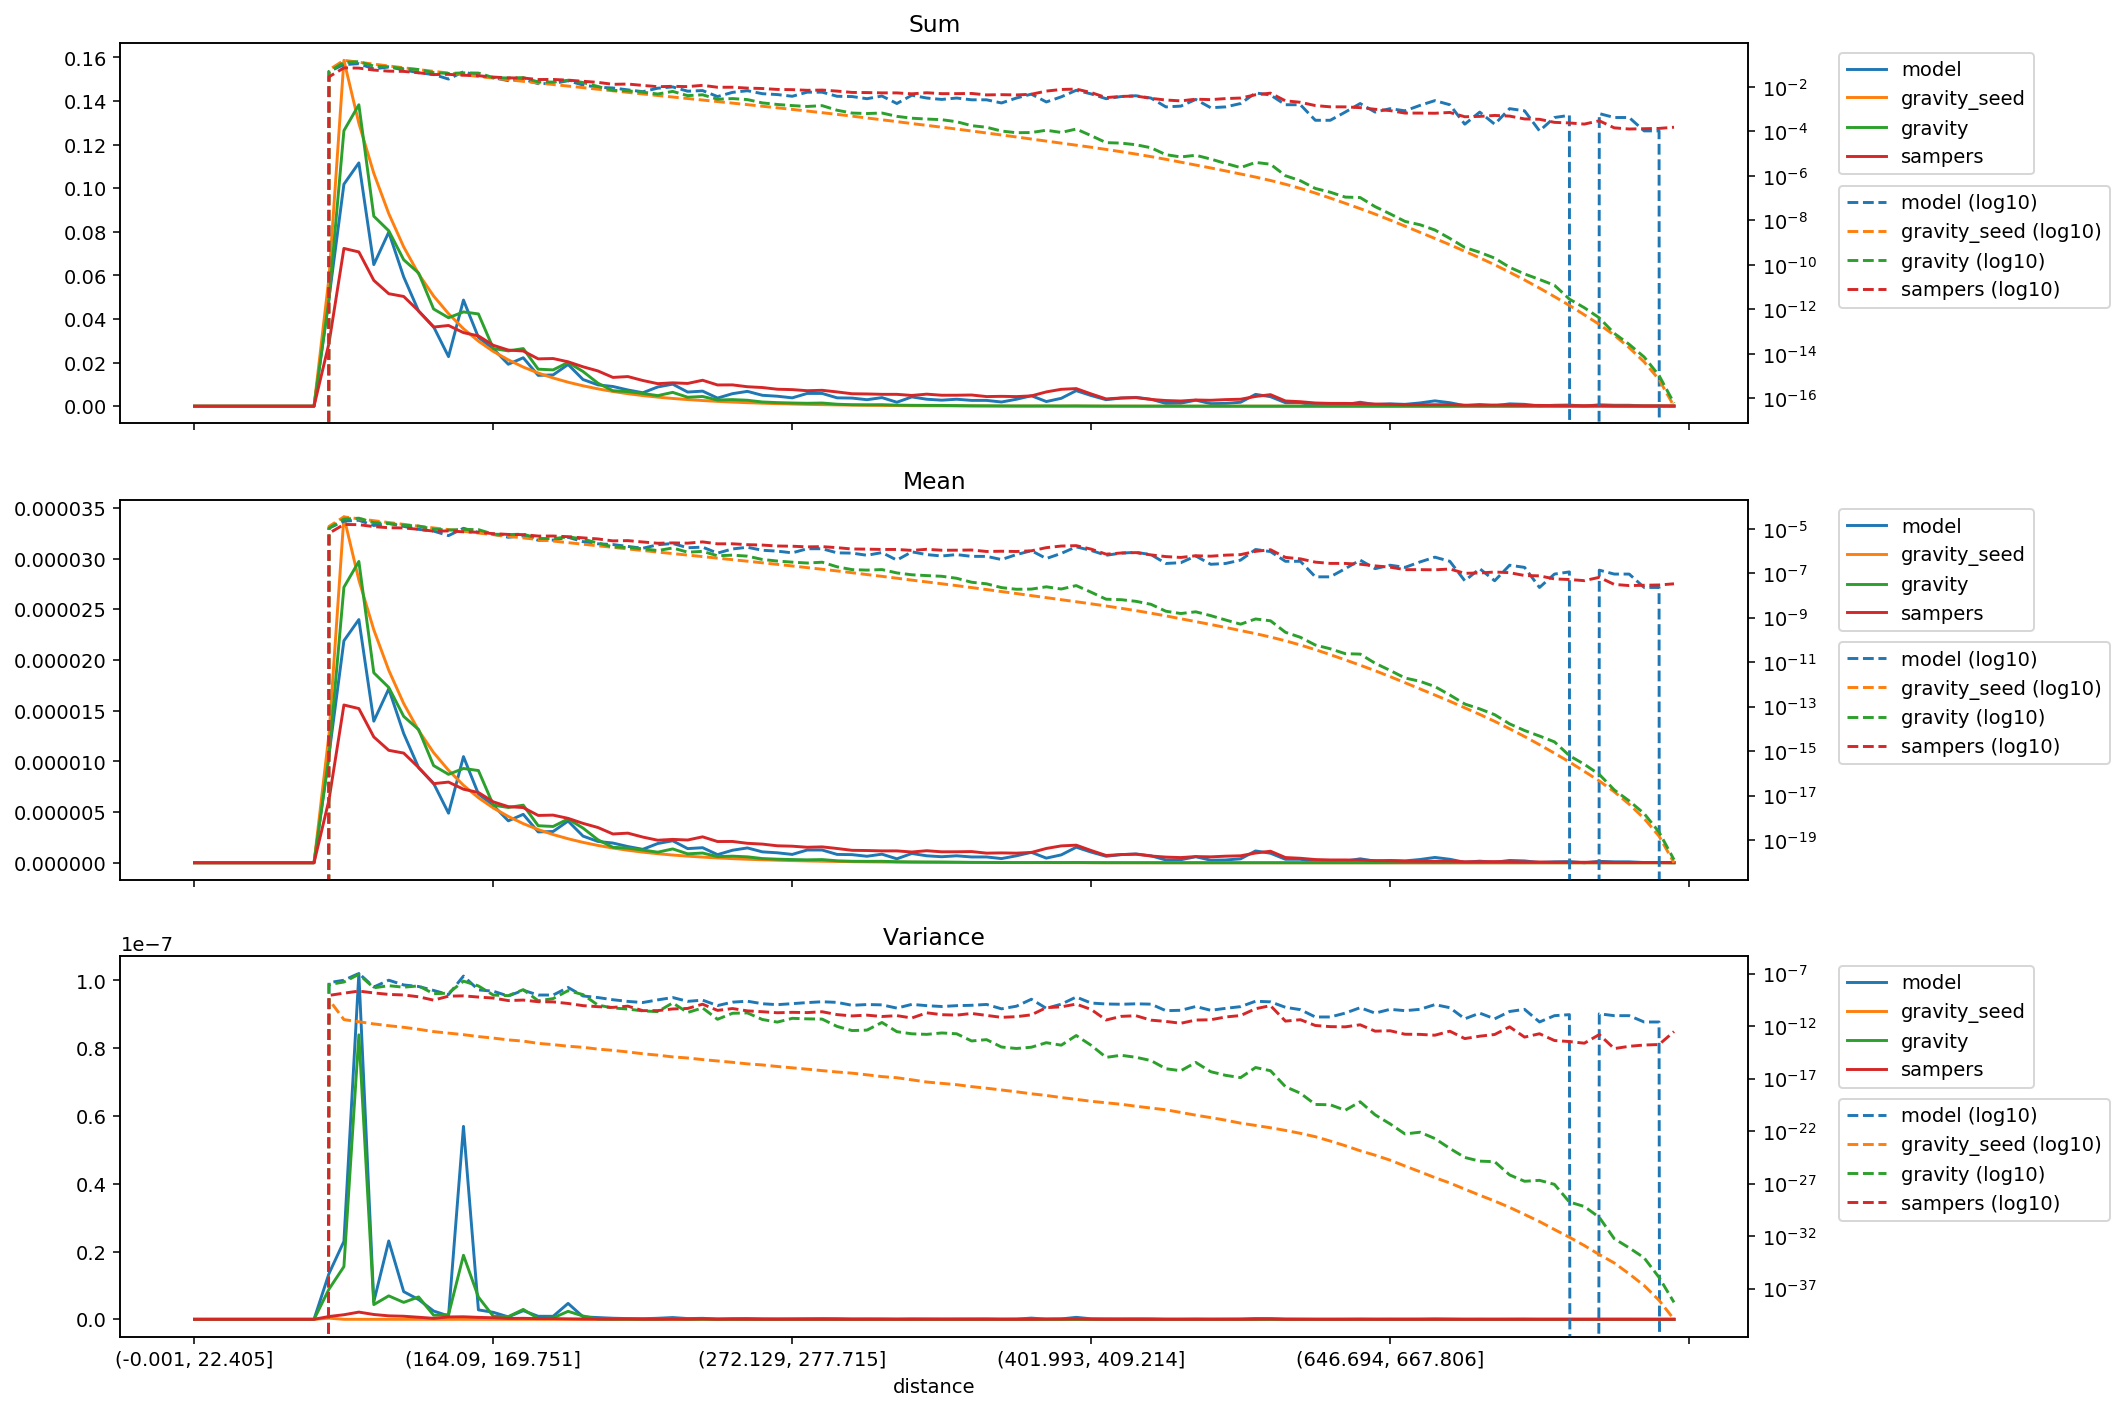 Sum
0.16
0.14
0.12
0.10
0.08
0.06
0.04
0.02
0.00
10⁻²
10⁻⁴
10⁻⁶
10⁻⁸
10⁻¹⁰
10⁻¹²
10⁻¹⁴
10⁻¹⁶
model
gravity_seed
gravity
sampers
model (log10)
gravity_seed (log10)
gravity (log10)
sampers (log10)
Mean
0.000035
0.000030
0.000025
0.000020
0.000015
0.000010
0.000005
0.000000
10⁻⁵
10⁻⁷
10⁻⁹
10⁻¹¹
10⁻¹³
10⁻¹⁵
10⁻¹⁷
10⁻¹⁹
model
gravity_seed
gravity
sampers
model (log10)
gravity_seed (log10)
gravity (log10)
sampers (log10)
Variance
1e−7
1.0
0.8
0.6
0.4
0.2
0.0
10⁻⁷
10⁻¹²
10⁻¹⁷
10⁻²²
10⁻²⁷
10⁻³²
10⁻³⁷
model
gravity_seed
gravity
sampers
model (log10)
gravity_seed (log10)
gravity (log10)
sampers (log10)
(-0.001, 22.405] (164.09, 169.751] (272.129, 277.715] (401.993, 409.214] (646.694, 667.806]
distance